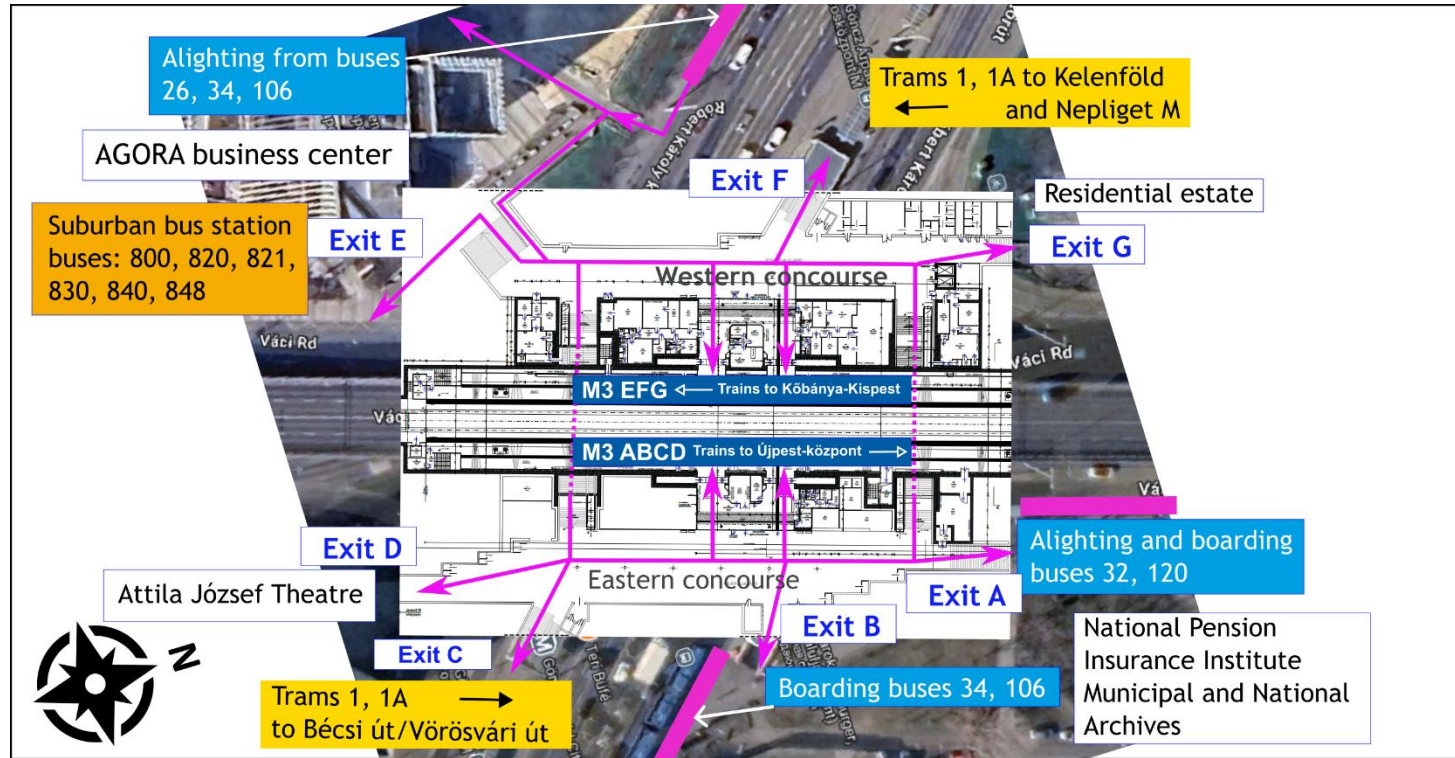 Alighting from buses
26, 34, 106
AGORA business center
Suburban bus station
buses: 800, 820, 821,
830, 840, 848
Exit E
Exit F
Trams 1, 1A to Kelenföld
and Nepliget M
Residential estate
Exit G
Róbert Károly k
Göncz Árpád
Váci Rd
Váci Rd
Western concourse
M3 EFG Trains to Kőbánya-Kispest
M3 ABCD Trains to Újpest-központ
Eastern concourse
Exit D
Attila József Theatre
Exit C
Trams 1, 1A
to Bécsi út/Vörösvári út
Exit B
Boarding buses 34, 106
Exit A
Alighting and boarding
buses 32, 120
National Pension
Insurance Institute
Municipal and National
Archives
N